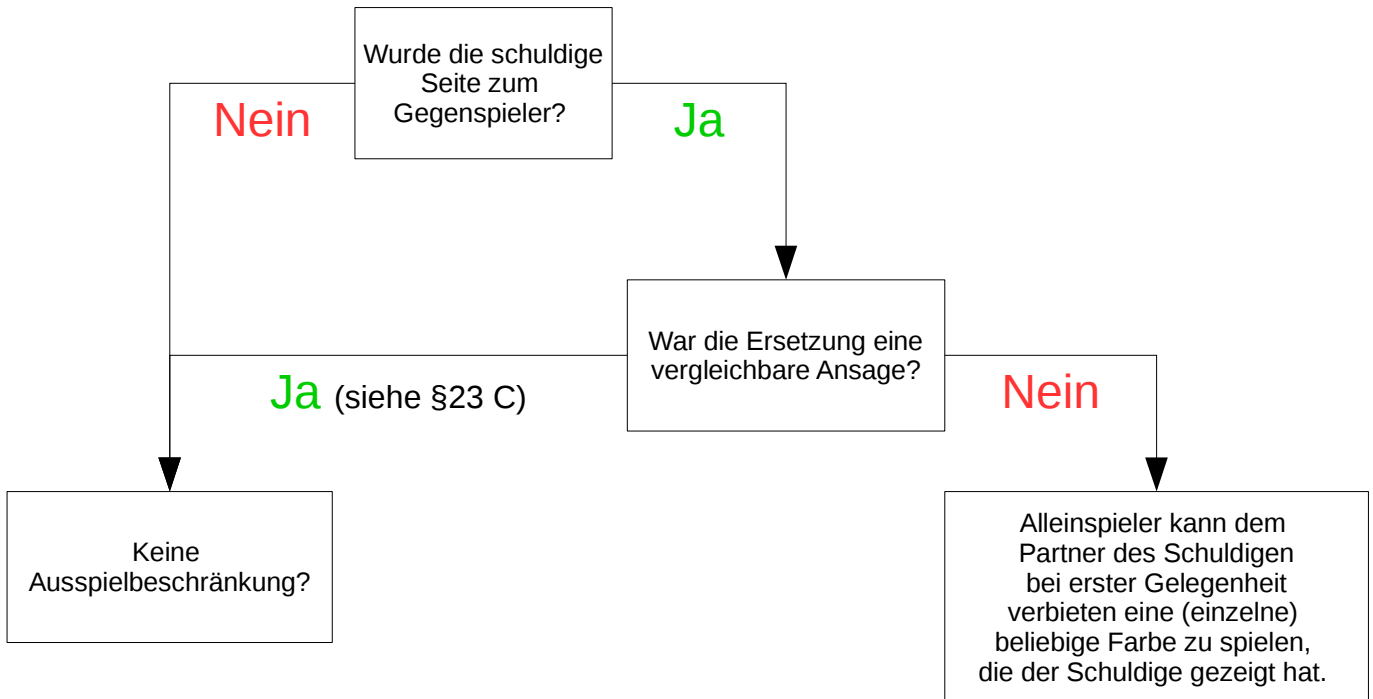 Wurde die schuldige
Seite zum
Gegenspieler?
Nein
Ja
War die Ersetzung eine
vergleichbare Ansage?
Ja (siehe §23 C)
Nein
Keine
Ausspielbeschränkung?
Alleinspieler kann dem
Partner des Schuldigen
bei erster Gelegenheit
verbieten eine (einzelne)
beliebige Farbe zu spielen,
die der Schuldige gezeigt hat.